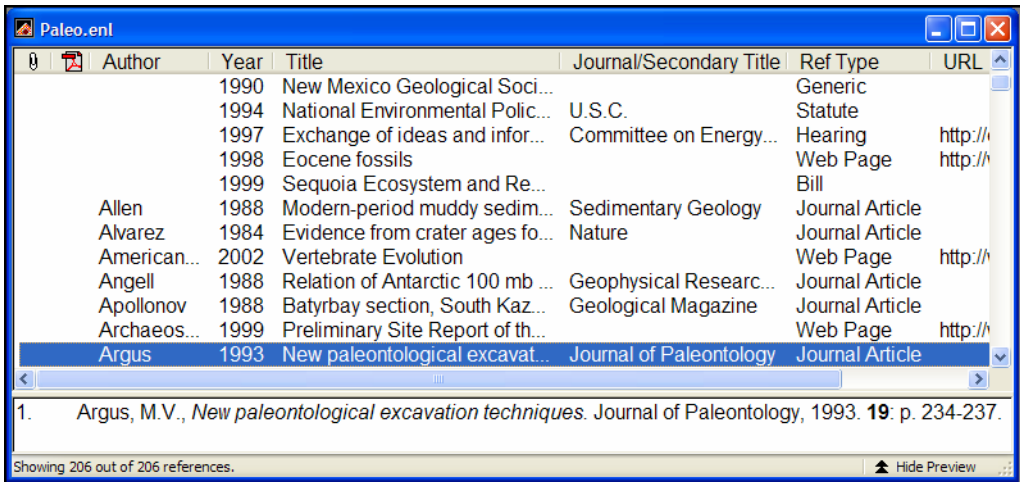 Paleo.enl
Author Year Title Journal/Secondary Title Ref Type URL
1990 New Mexico Geological Soci... Generic
1994 National Environmental Polic... U.S.C. Statute
1997 Exchange of ideas and infor... Committee on Energy... Hearing http://
1998 Eocene fossils Web Page http://
1999 Sequoia Ecosystem and Re... Bill
Allen 1988 Modern-period muddy sedim... Sedimentary Geology Journal Article
Alvarez 1984 Evidence from crater ages fo... Nature Journal Article
American... 2002 Vertebrate Evolution Web Page http://
Angell 1988 Relation of Antarctic 100 mb ... Geophysical Researc... Journal Article
Apollonov 1988 Batyrbay section, South Kaz... Geological Magazine Journal Article
Archaeos... 1999 Preliminary Site Report of th... Web Page http://
Argus 1993 New paleontological excavat... Journal of Paleontology Journal Article
1. Argus, M.V., New paleontological excavation techniques. Journal of Paleontology, 1993. 19: p. 234-237.
Showing 206 out of 206 references. Hide Preview